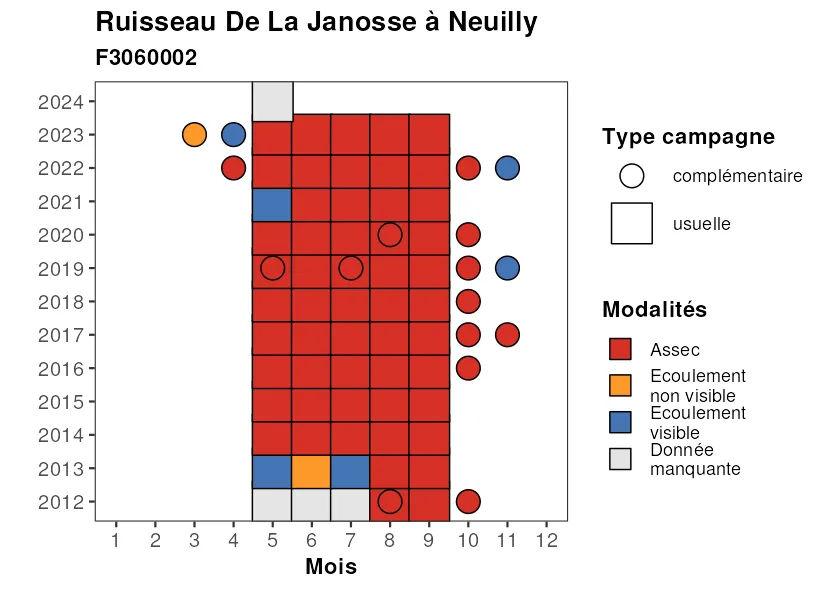 Ruisseau De La Janosse à Neuilly
F3060002
2024
2023
2022
2021
2020
2019
2018
2017
2016
2015
2014
2013
2012
1 2 3 4 5 6 7 8 9 10 11 12
Mois
Type campagne
complémentaire
usuelle
Modalités
Assec
Ecoulement
non visible
Ecoulement
visible
Donnée
manquante